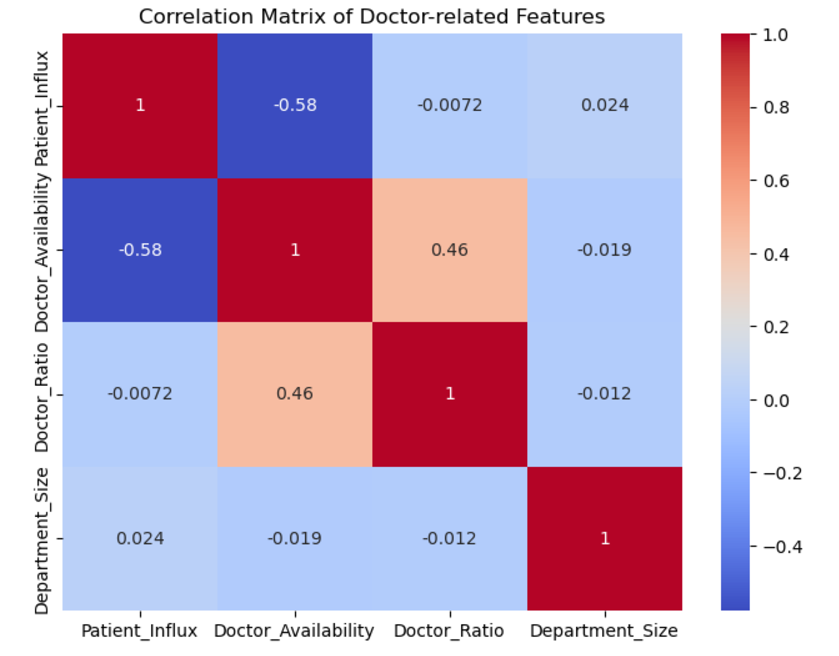 Correlation Matrix of Doctor-related Features
Patient_Influx
1
-0.58
-0.0072
0.024
Doctor_Availability
-0.58
1
0.46
-0.019
Doctor_Ratio
-0.0072
0.46
1
-0.012
Department_Size
0.024
-0.019
-0.012
1
Patient_Influx
Doctor_Availability
Doctor_Ratio
Department_Size
1.0
0.8
0.6
0.4
0.2
0.0
−0.2
−0.4